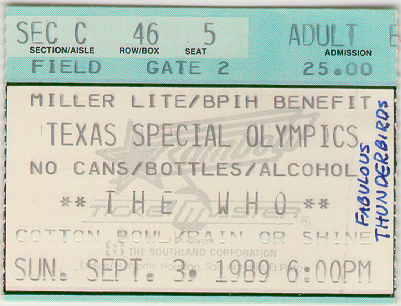 SEC C 46 5 ADULT
SECTION/AISLE ROW/BOX SEAT
FIELD GATE 2 25.00
MILLER LITE/BPIH BENEFIT
TEXAS SPECIAL OLYMPICS
NO CANS/BOTTLES/ALCOHOL
** THE WHO **
COTTON BOWL/RAIN OR SHINE
THE SOUTHLAND CORPORATION
SUN. SEPT. 3, 1989 6:00PM
FABULOUS
THUNDERBIRDS